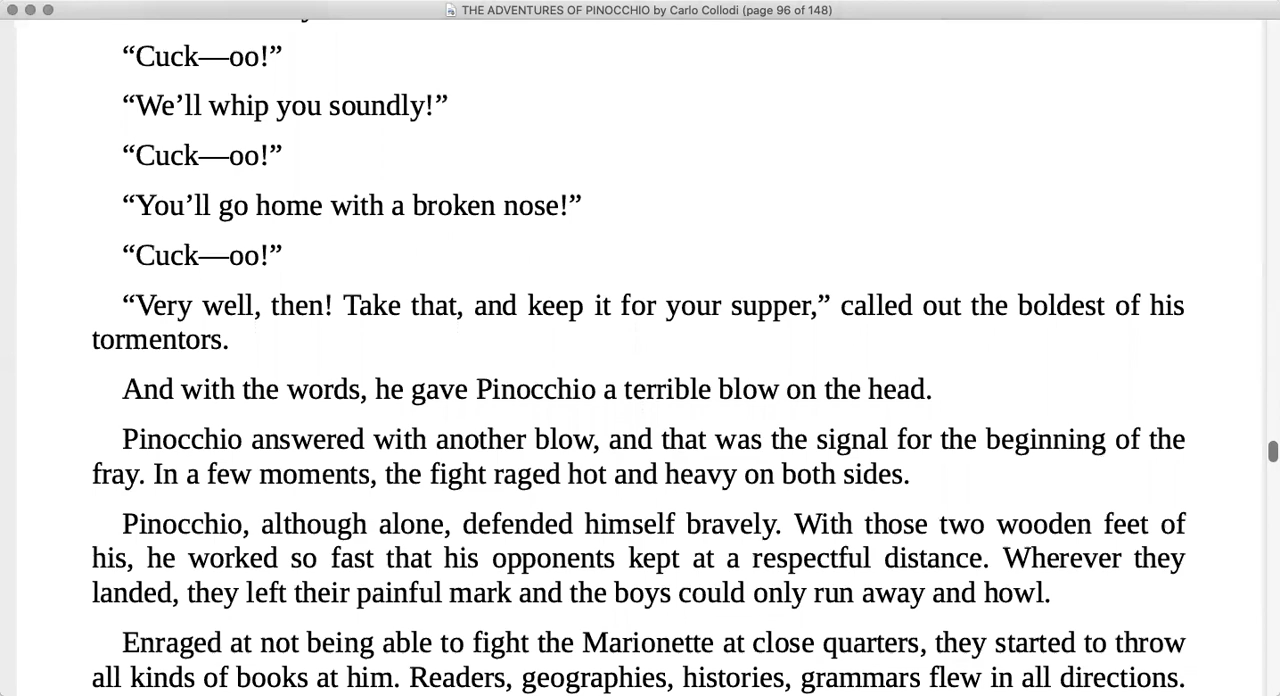 THE ADVENTURES OF PINOCCHIO by Carlo Collodi (page 96 of 148)
“Cuck—oo!”
“We’ll whip you soundly!”
“Cuck—oo!”
“You’ll go home with a broken nose!”
“Cuck—oo!”
“Very well, then! Take that, and keep it for your supper,” called out the boldest of his
tormentors.
And with the words, he gave Pinocchio a terrible blow on the head.
Pinocchio answered with another blow, and that was the signal for the beginning of the
fray. In a few moments, the fight raged hot and heavy on both sides.
Pinocchio, although alone, defended himself bravely. With those two wooden feet of
his, he worked so fast that his opponents kept at a respectful distance. Wherever they
landed, they left their painful mark and the boys could only run away and howl.
Enraged at not being able to fight the Marionette at close quarters, they started to throw
all kinds of books at him. Readers, geographies, histories, grammars flew in all directions.